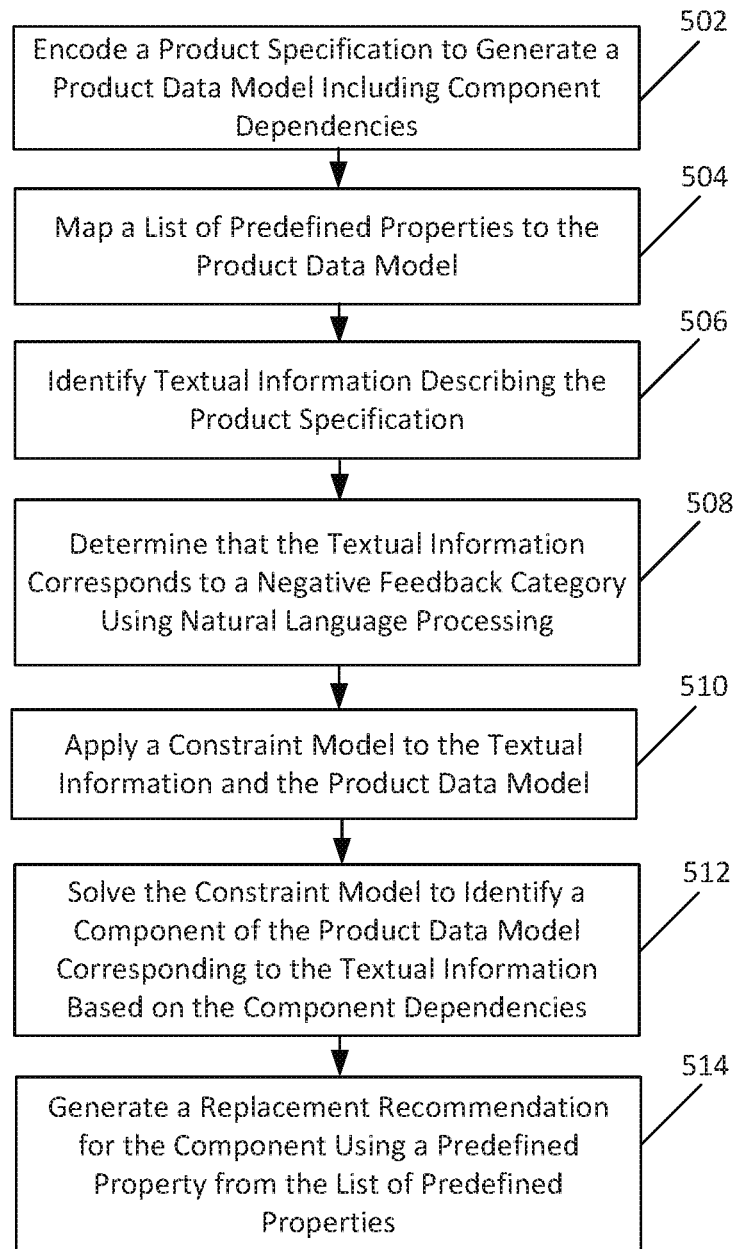 502
Encode a Product Specification to Generate a
Product Data Model Including Component
Dependencies
504
Map a List of Predefined Properties to the
Product Data Model
506
Identify Textual Information Describing the
Product Specification
508
Determine that the Textual Information
Corresponds to a Negative Feedback Category
Using Natural Language Processing
510
Apply a Constraint Model to the Textual
Information and the Product Data Model
512
Solve the Constraint Model to Identify a
Component of the Product Data Model
Corresponding to the Textual Information
Based on the Component Dependencies
514
Generate a Replacement Recommendation
for the Component Using a Predefined
Property from the List of Predefined
Properties